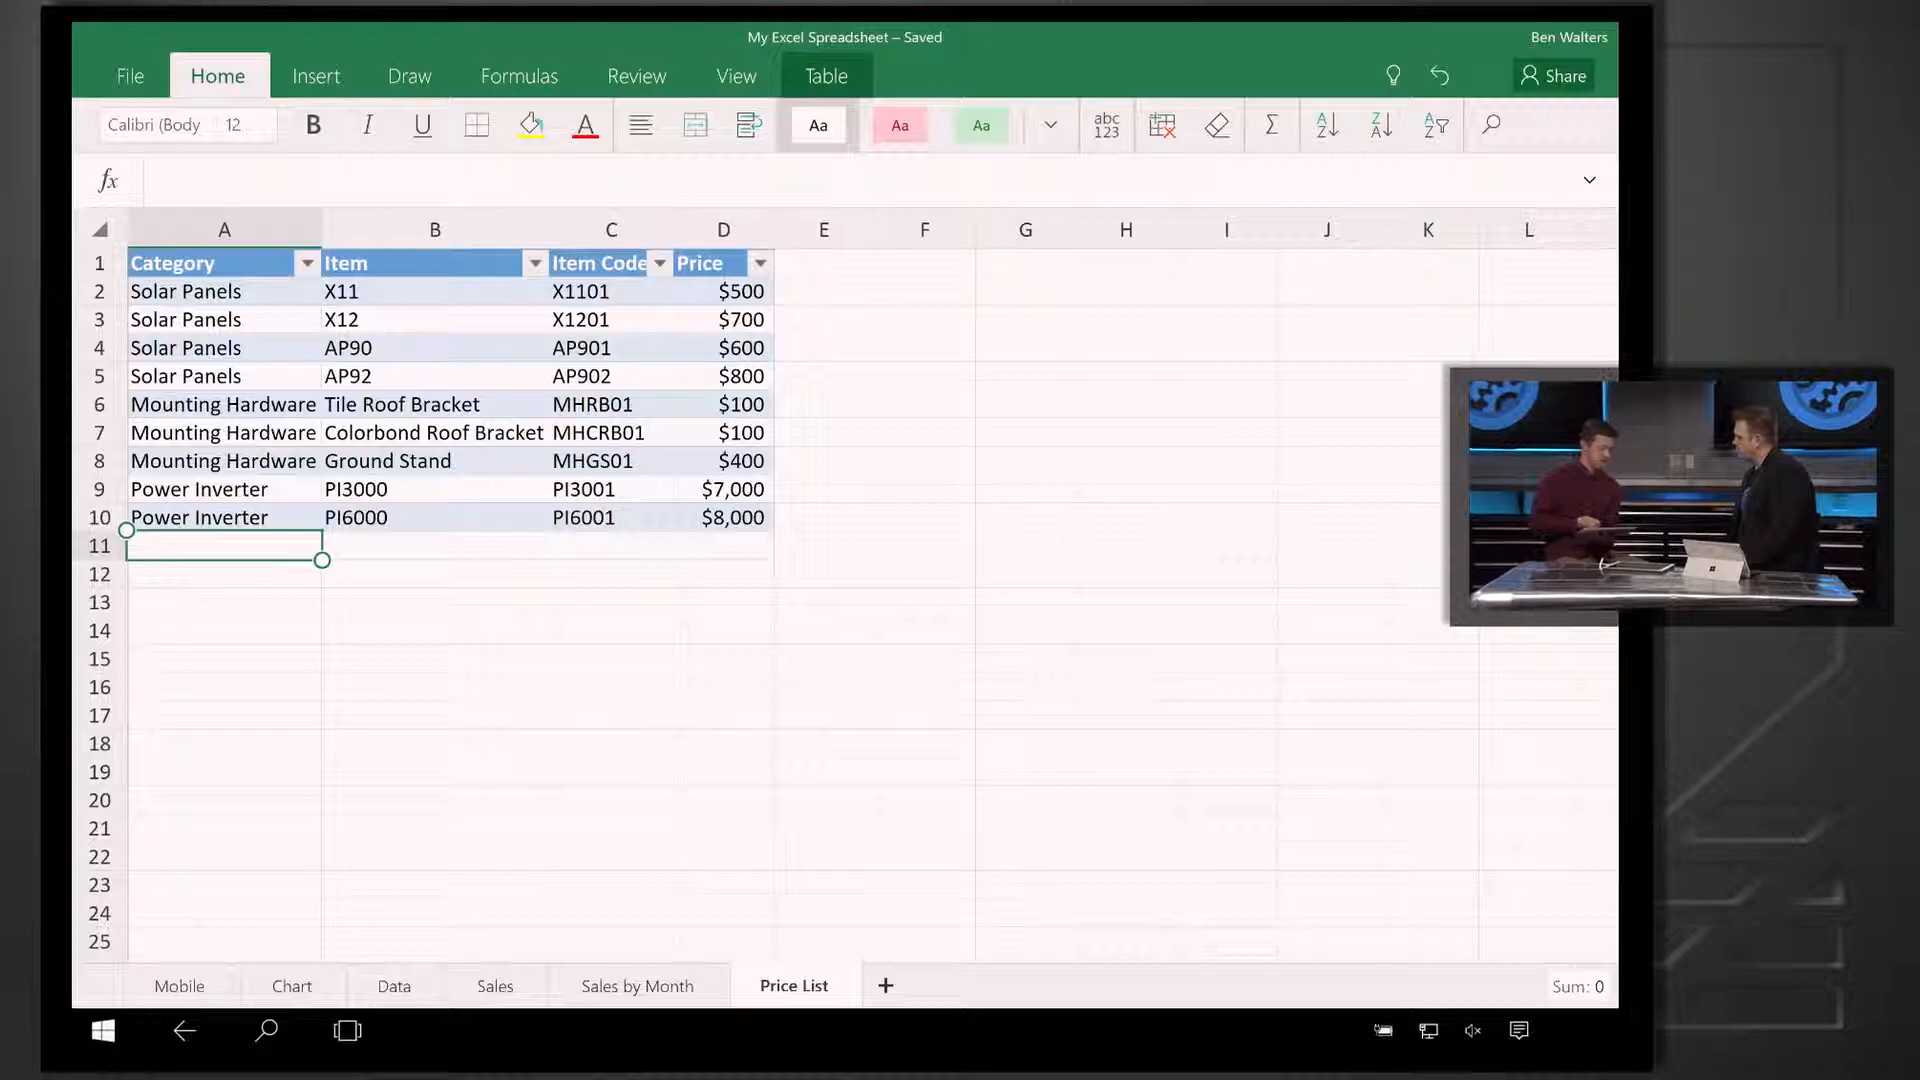 My Excel Spreadsheet – Saved
Ben Walters
File Home Insert Draw Formulas Review View Table Share
Calibri (Body 12 B I U A Aa Aa Aa abc 123 Σ A Z Z A A Z
fx
A B C D E F G H I J K L
1 Category Item Item Code Price
2 Solar Panels X11 X1101 $500
3 Solar Panels X12 X1201 $700
4 Solar Panels AP90 AP901 $600
5 Solar Panels AP92 AP902 $800
6 Mounting Hardware Tile Roof Bracket MHRB01 $100
7 Mounting Hardware Colorbond Roof Bracket MHCRB01 $100
8 Mounting Hardware Ground Stand MHGS01 $400
9 Power Inverter PI3000 PI3001 $7,000
10 Power Inverter PI6000 PI6001 $8,000
11
12
13
14
15
16
17
18
19
20
21
22
23
24
25
Mobile Chart Data Sales Sales by Month Price List + Sum: 0